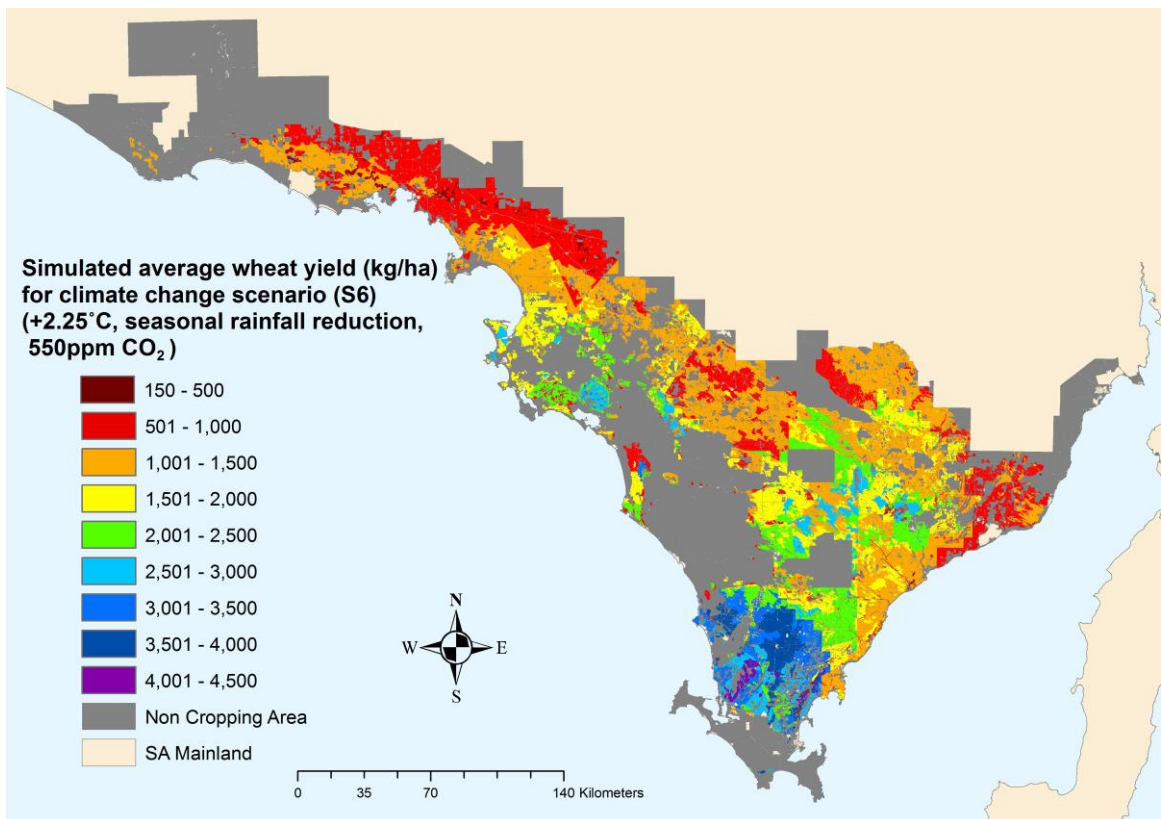 Simulated average wheat yield (kg/ha)
for climate change scenario (S6)
(+2.25˚C, seasonal rainfall reduction,
550ppm CO₂ )
150 - 500
501 - 1,000
1,001 - 1,500
1,501 - 2,000
2,001 - 2,500
2,501 - 3,000
3,001 - 3,500
3,501 - 4,000
4,001 - 4,500
Non Cropping Area
SA Mainland
N
W E
S
0 35 70 140 Kilometers